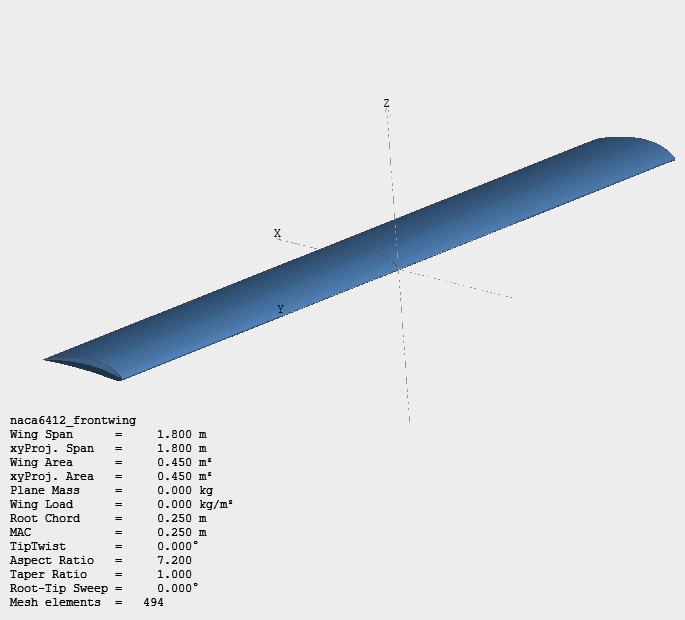 Z
X
Y
naca6412_frontwing
Wing Span = 1.800 m
xyProj. Span = 1.800 m
Wing Area = 0.450 m²
xyProj. Area = 0.450 m²
Plane Mass = 0.000 kg
Wing Load = 0.000 kg/m²
Root Chord = 0.250 m
MAC = 0.250 m
TipTwist = 0.000°
Aspect Ratio = 7.200
Taper Ratio = 1.000
Root-Tip Sweep = 0.000°
Mesh elements = 494